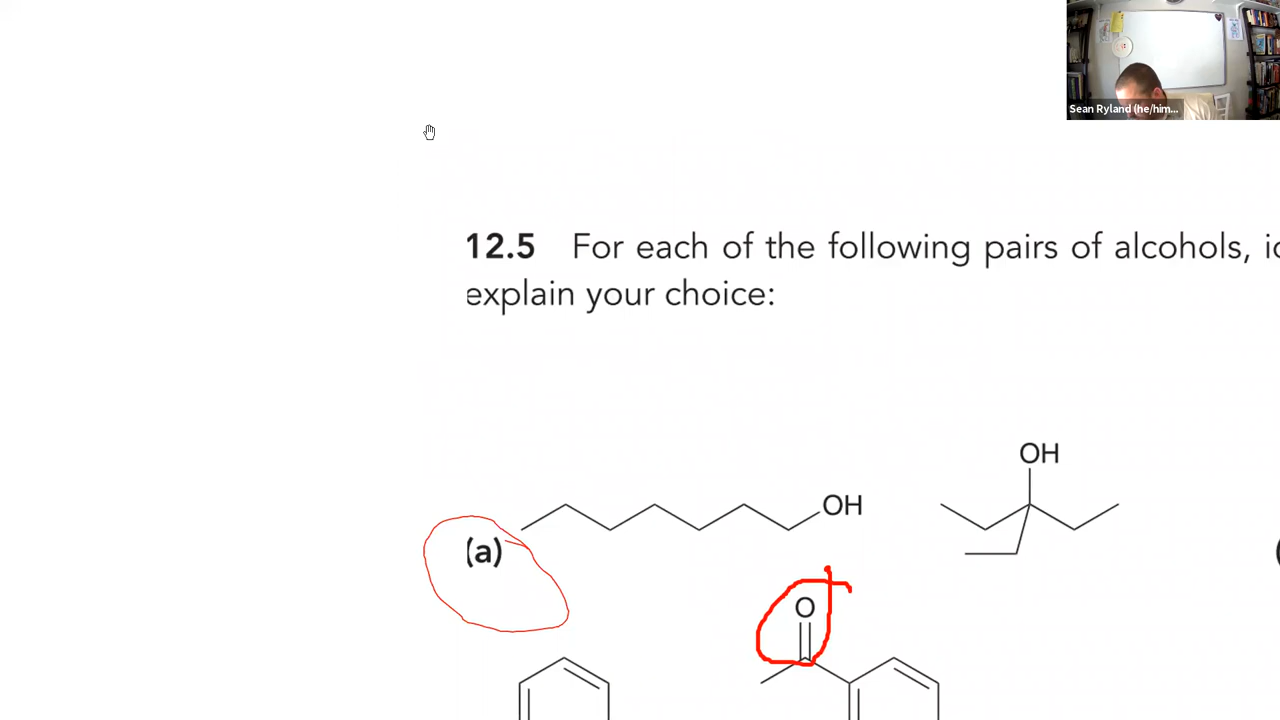 Sean Ryland (he/him...
12.5 For each of the following pairs of alcohols,
explain your choice:
OH
OH
(a)
O